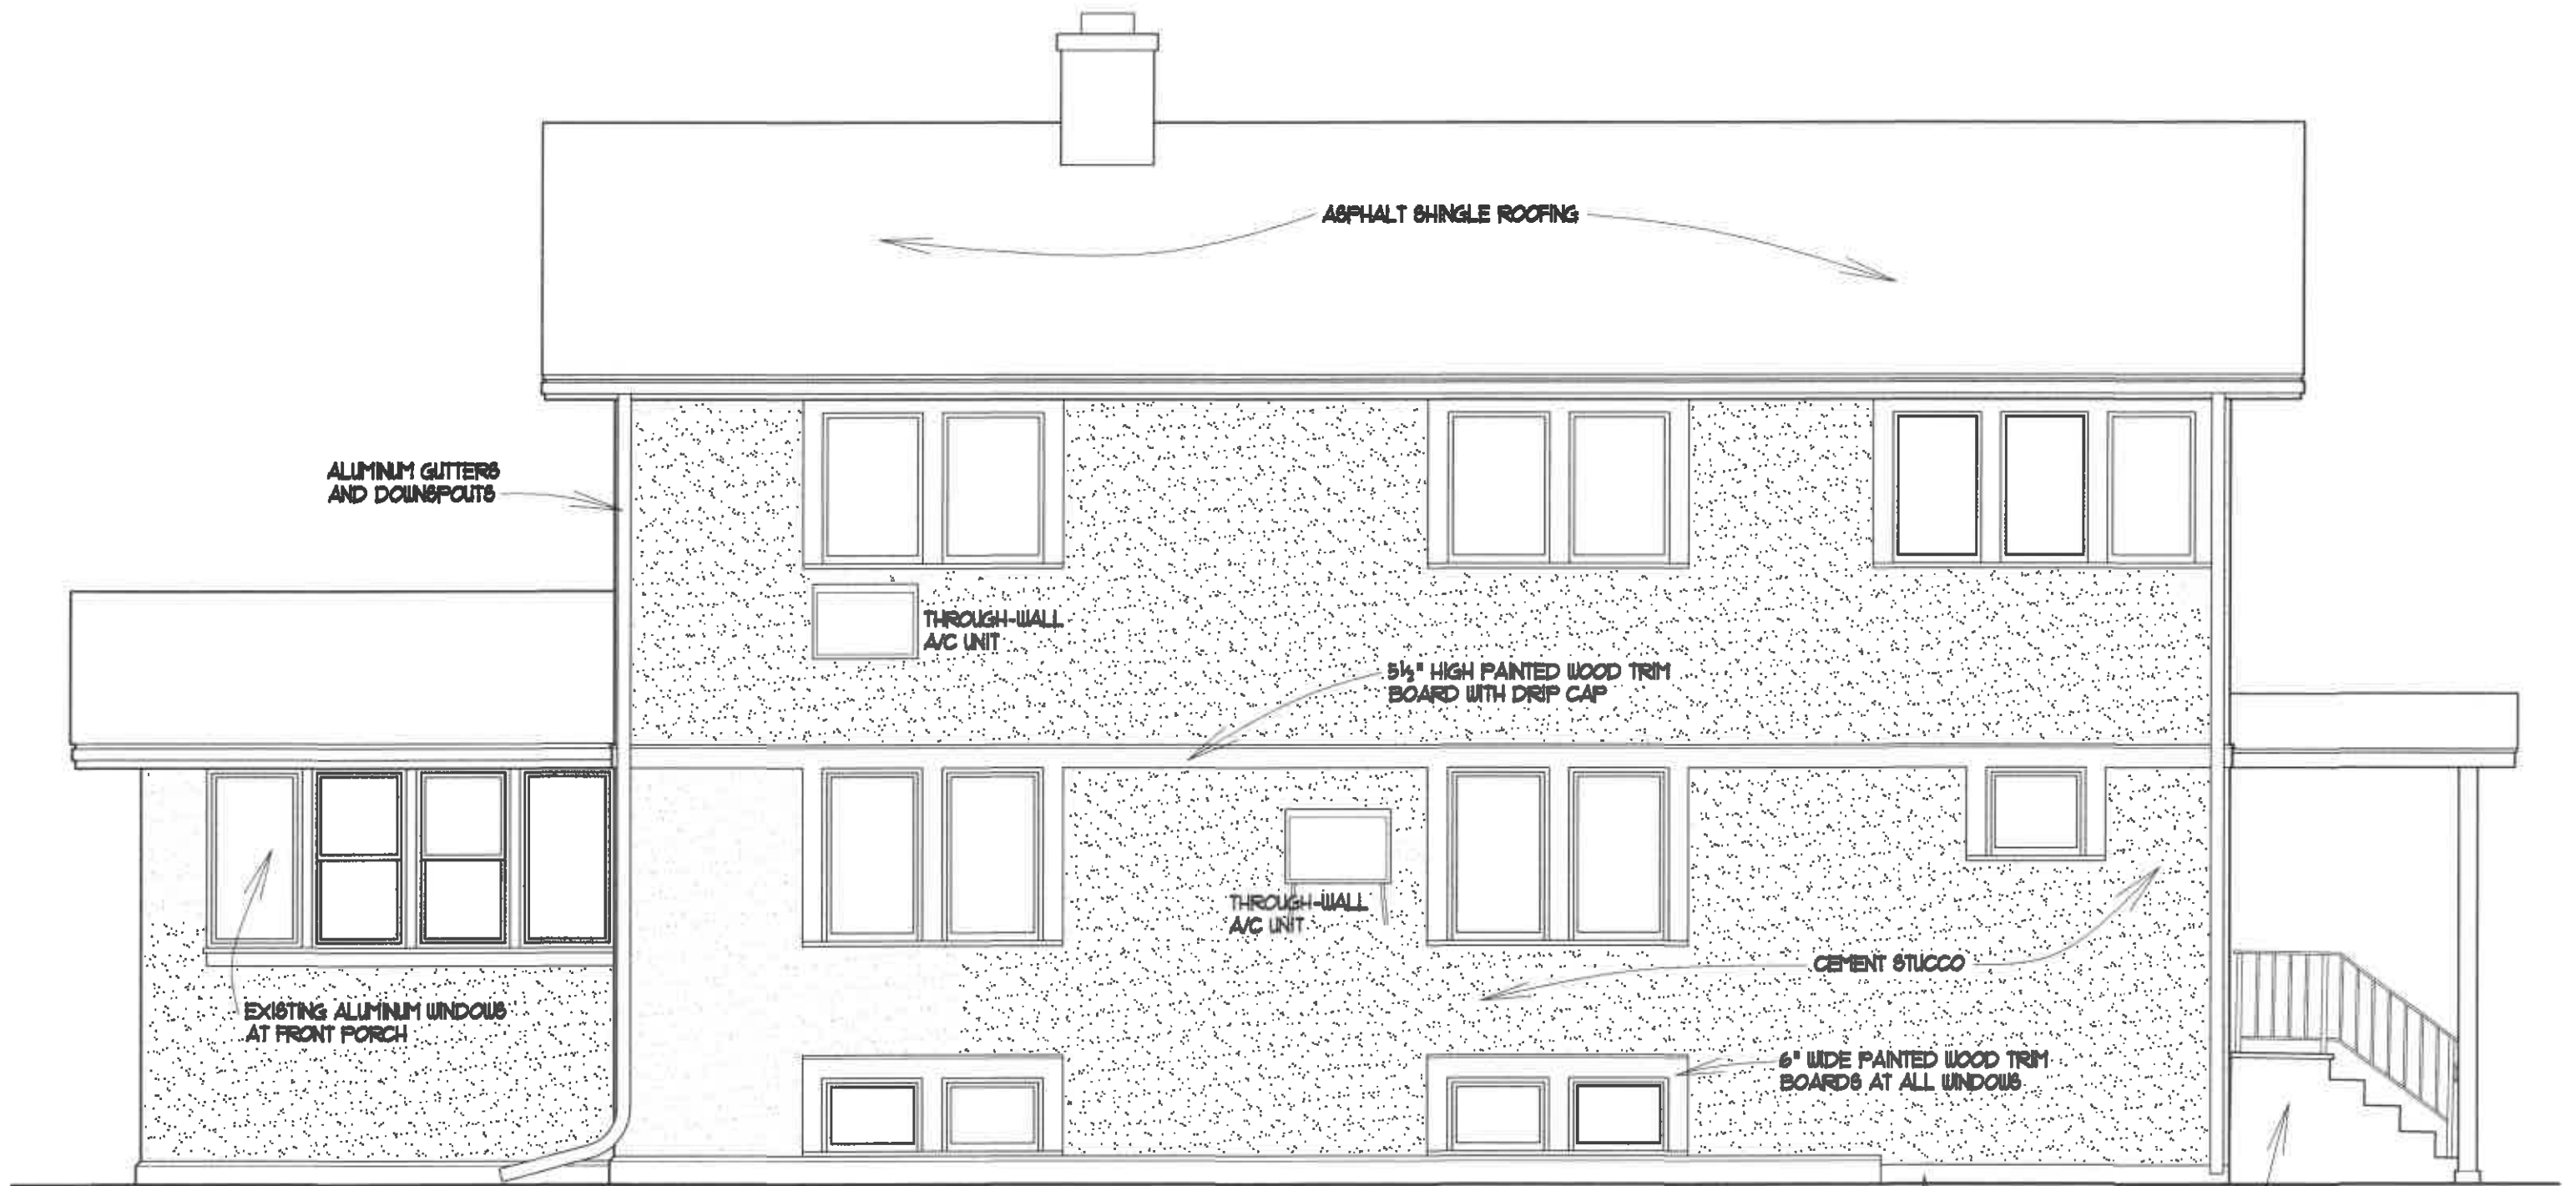 ASPHALT SHINGLE ROOFING
ALUMINUM GUTTERS
AND DOWNSPOUTS
THROUGH-WALL
A/C UNIT
5½" HIGH PAINTED WOOD TRIM
BOARD WITH DRIP CAP
THROUGH-WALL
A/C UNIT
CEMENT STUCCO
EXISTING ALUMINUM WINDOWS
AT FRONT PORCH
6" WIDE PAINTED WOOD TRIM
BOARDS AT ALL WINDOWS